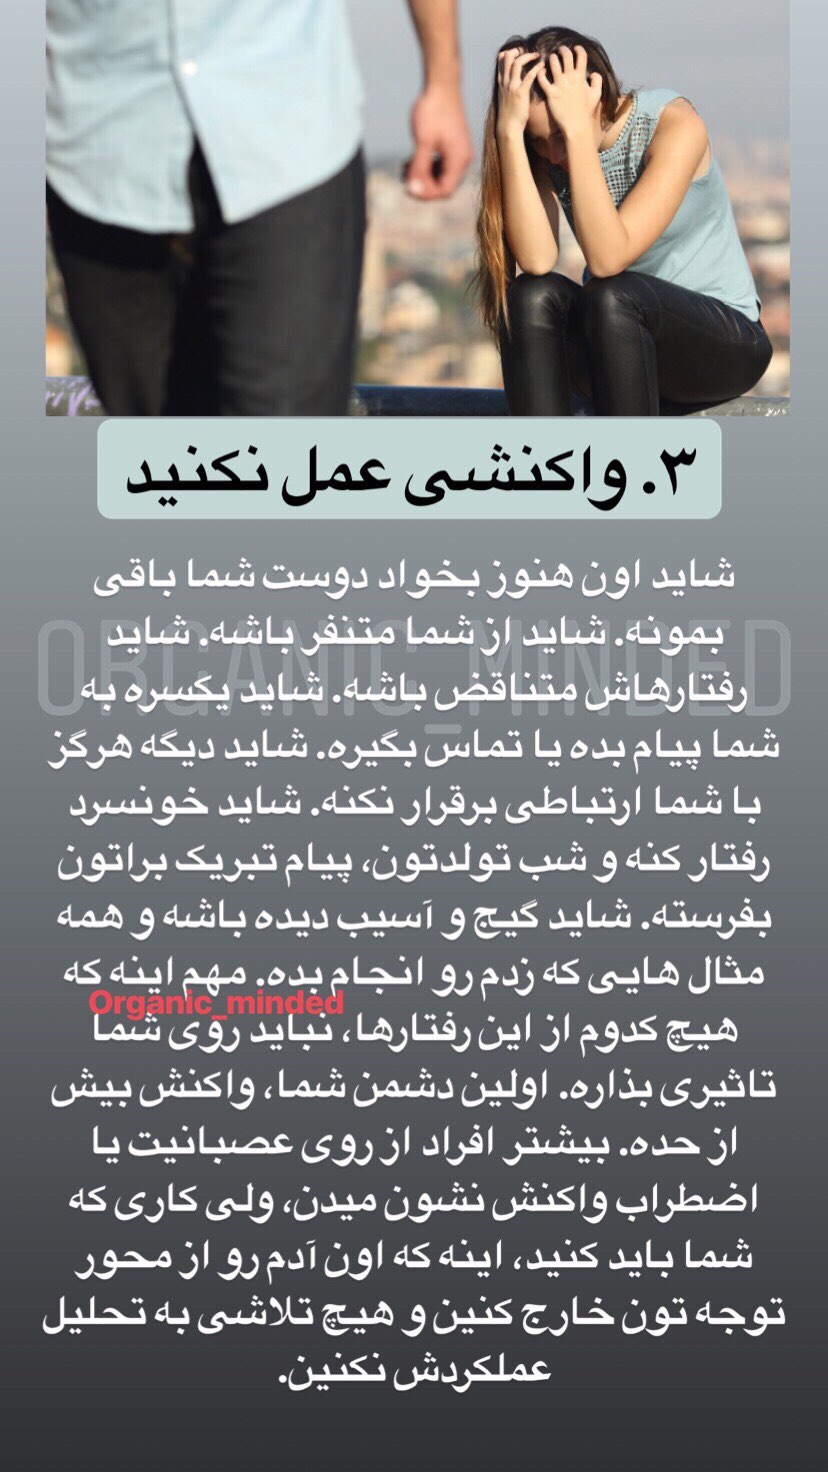 ۳. واکنشی عمل نکنید
شاید اون هنوز بخواد دوست شما باقی
بمونه. شاید از شما متنفر باشه. شاید
ORGANIC_MINDED
رفتارهاش متناقض باشه. شاید یکسره به
شما پیام بده یا تماس بگیره. شاید دیگه هرگز
با شما ارتباطی برقرار نکنه. شاید خونسرد
رفتار کنه و شب تولدتون، پیام تبریک براتون
بفرسته. شاید گیج و آسیب دیده باشه و همه
مثال هایی که زدم رو انجام بده. مهم اینه که
Organic_minded
هیچ کدوم از این رفتارها، نباید روی شما
تاثیری بذاره. اولین دشمن شما، واکنش بیش
از حده. بیشتر افراد از روی عصبانیت یا
اضطراب واکنش نشون میدن، ولی کاری که
شما باید کنید، اینه که اون آدم رو از محور
توجه تون خارج کنین و هیچ تلاشی به تحلیل
عملکردش نکنین.